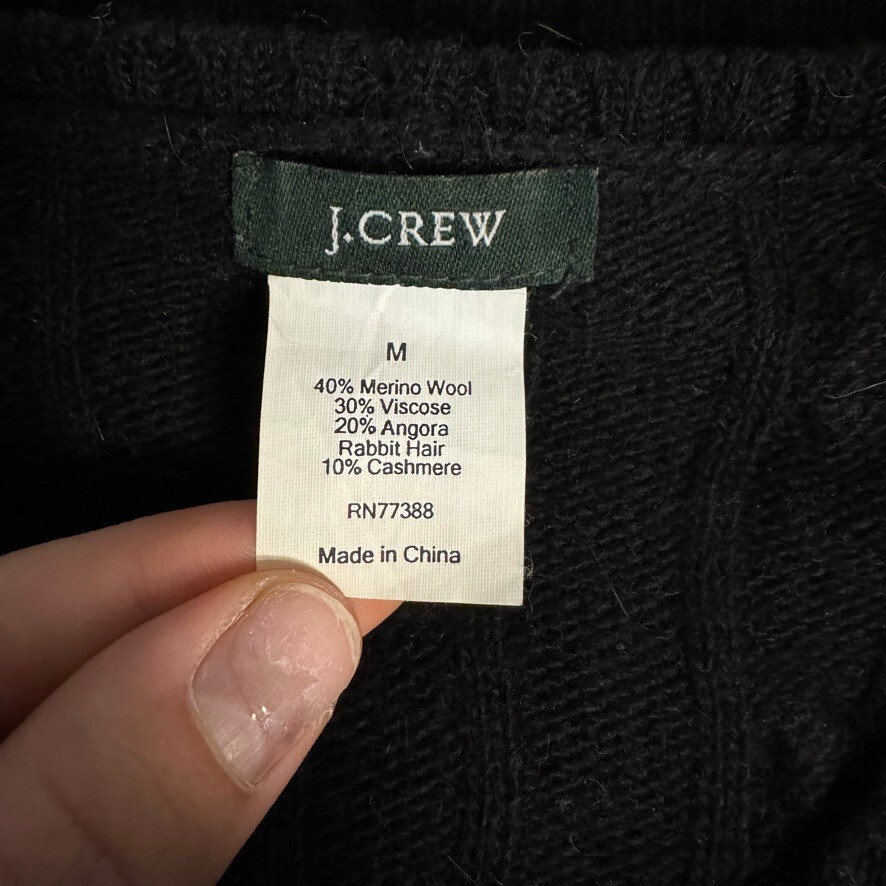 J.CREW
M
40% Merino Wool
30% Viscose
20% Angora
Rabbit Hair
10% Cashmere
RN77388
Made in China